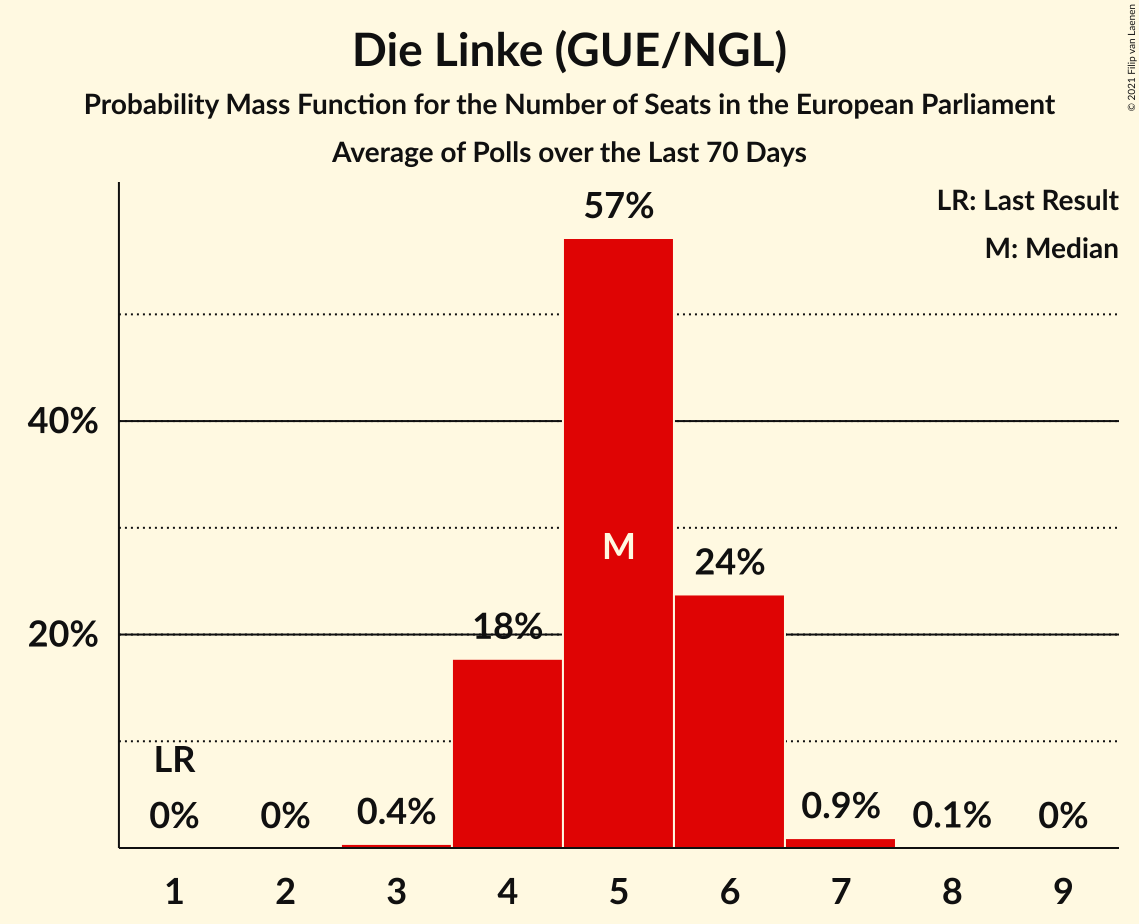 Die Linke (GUE/NGL)
Probability Mass Function for the Number of Seats in the European Parliament
Average of Polls over the Last 70 Days
© 2021 Filip van Laenen
LR: Last Result
M: Median
57%
40%
M
24%
20%
18%
LR
0%
0%
0.4%
0.9%
0.1%
0%
1 2 3 4 5 6 7 8 9